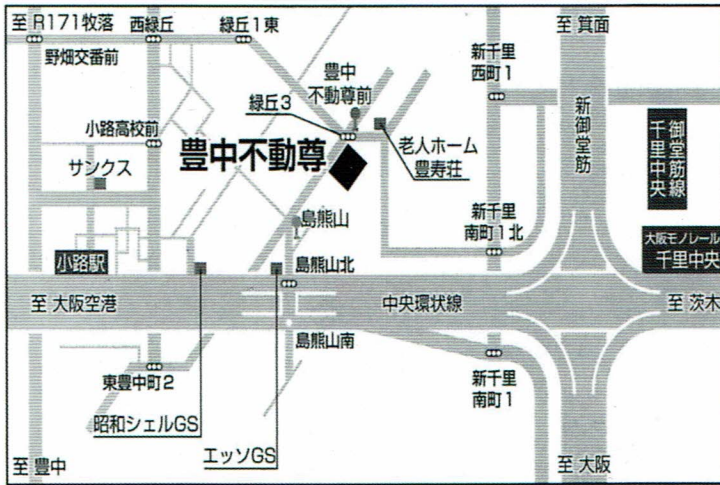 至 R171牧落
西緑丘
緑丘1東
至 箕面
野畑交番前
豊中
不動尊前
新千里
西町1
緑丘3
新御堂筋
御堂筋線
千里中央
小路高校前
豊中不動尊
老人ホーム
豊寿荘
サンクス
島熊山
新千里
南町1北
大阪モノレール
千里中央
小路駅
島熊山北
至 大阪空港
中央環状線
至 茨木
島熊山南
東豊中町2
新千里
南町1
昭和シェルGS
エッソGS
至 豊中
至 大阪